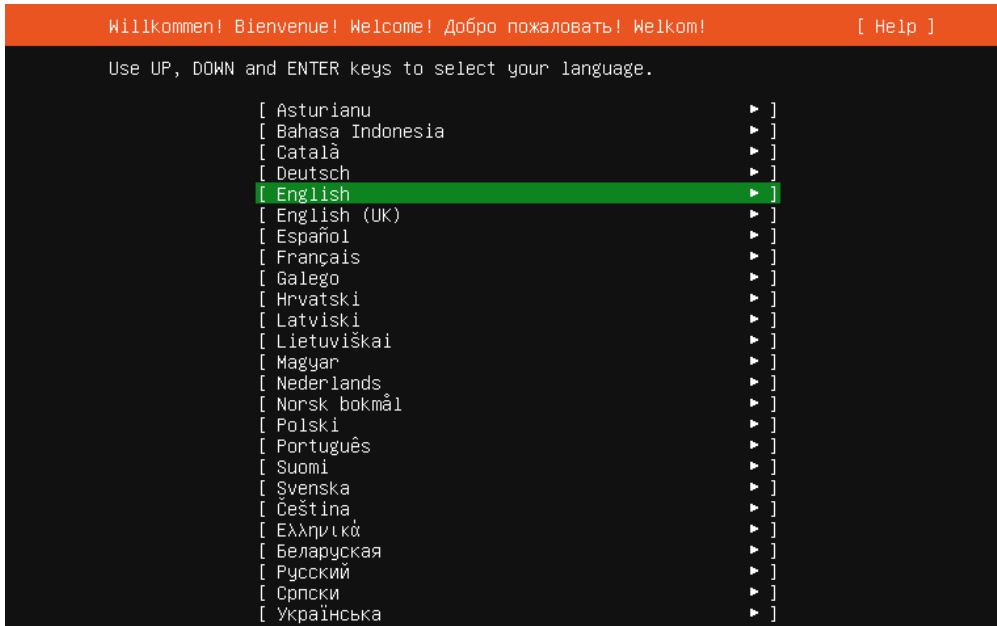 Willkommen! Bienvenue! Welcome! Добро пожаловать! Welkom! [ Help ]
Use UP, DOWN and ENTER keys to select your language.
[ Asturianu ► ]
[ Bahasa Indonesia ► ]
[ Català ► ]
[ Deutsch ► ]
[ English ► ]
[ English (UK) ► ]
[ Español ► ]
[ Français ► ]
[ Galego ► ]
[ Hrvatski ► ]
[ Latviski ► ]
[ Lietuviškai ► ]
[ Magyar ► ]
[ Nederlands ► ]
[ Norsk bokmål ► ]
[ Polski ► ]
[ Português ► ]
[ Suomi ► ]
[ Svenska ► ]
[ Čeština ► ]
[ Ελληνικά ► ]
[ Беларуская ► ]
[ Русский ► ]
[ Српски ► ]
[ Українська ► ]